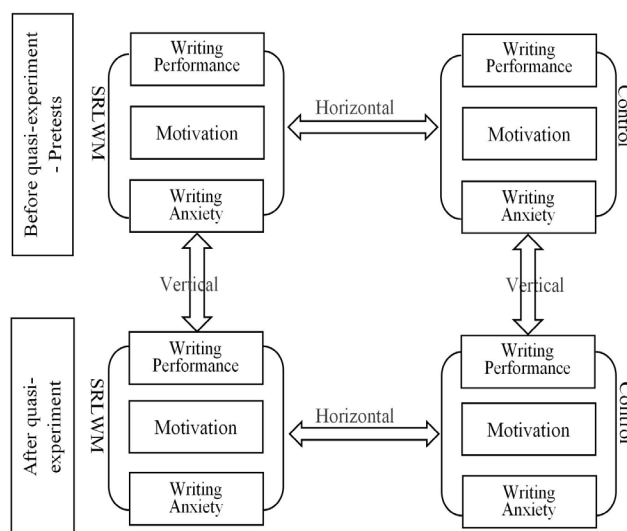 Before quasi-experiment
- Pretests
SRLWM
Writing
Performance
Motivation
Writing
Anxiety
Horizontal
Writing
Performance
Motivation
Writing
Anxiety
Control
Vertical
Vertical
After quasi-
experiment
SRLWM
Writing
Performance
Motivation
Writing
Anxiety
Horizontal
Writing
Performance
Motivation
Writing
Anxiety
Control